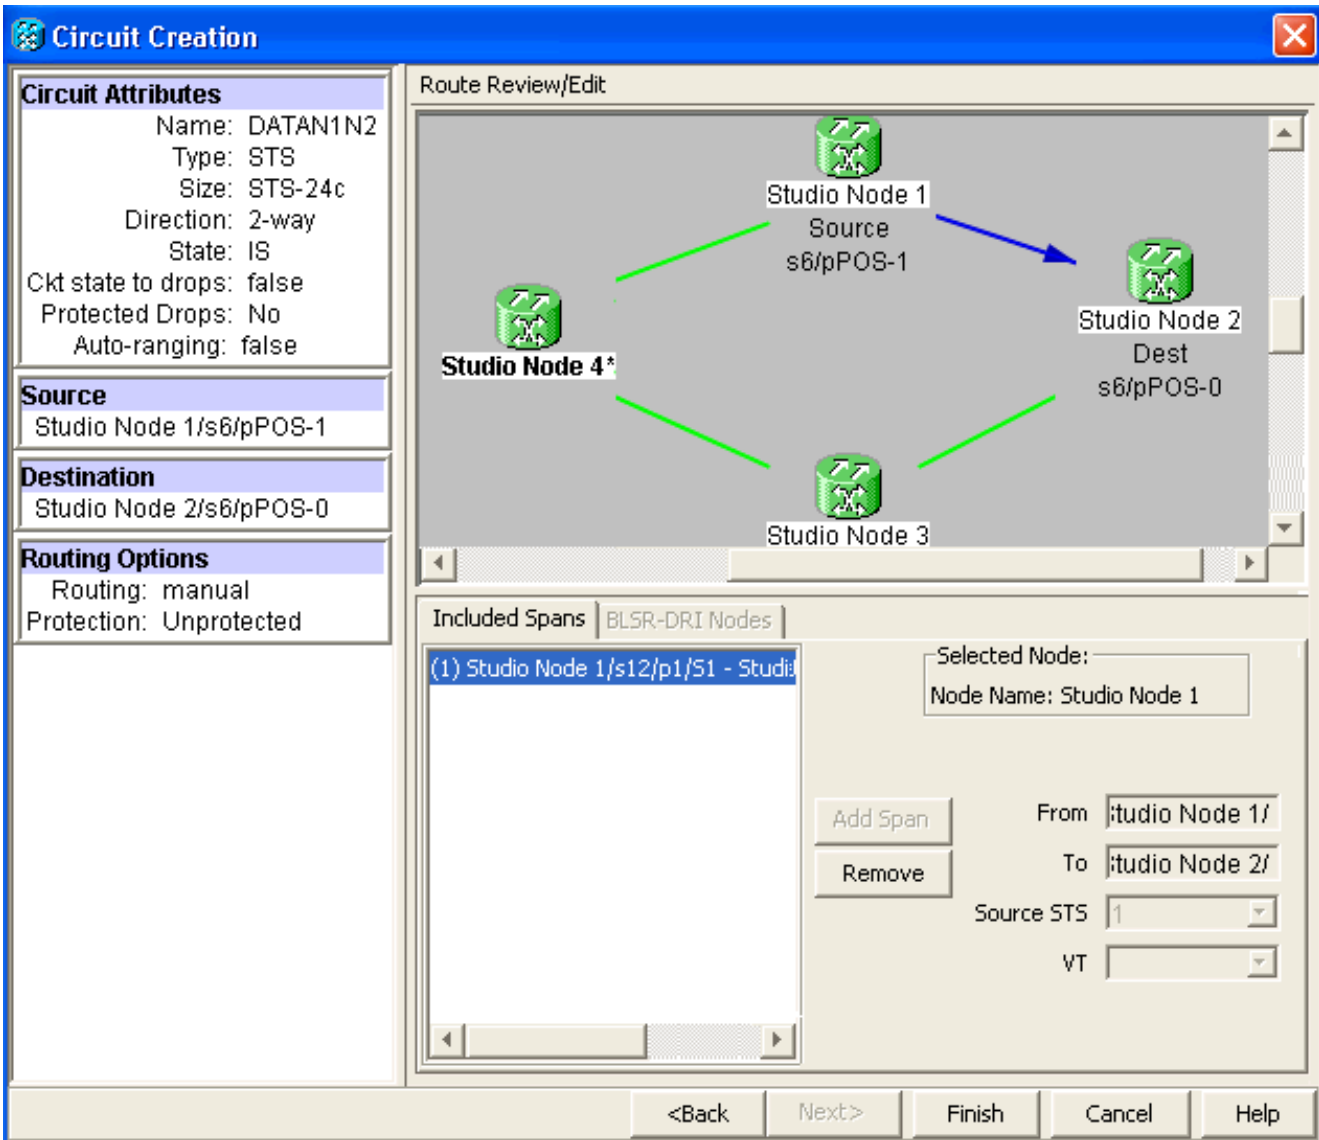 Circuit Creation
Circuit Attributes
Name: DATAN1N2
Type: STS
Size: STS-24c
Direction: 2-way
State: IS
Ckt state to drops: false
Protected Drops: No
Auto-ranging: false
Source
Studio Node 1/s6/pPOS-1
Destination
Studio Node 2/s6/pPOS-0
Routing Options
Routing: manual
Protection: Unprotected
Route Review/Edit
Studio Node 1
Source
s6/pPOS-1
Studio Node 2
Dest
s6/pPOS-0
Studio Node 4*
Studio Node 3
Included Spans
BLSR-DRI Nodes
(1) Studio Node 1/s12/p1/S1 -
Selected Node:
Node Name: Studio Node 1
Add Span
Remove
From
tudio Node 1/
To
tudio Node 2/
Source STS
1
VT
<Back
Next>
Finish
Cancel
Help